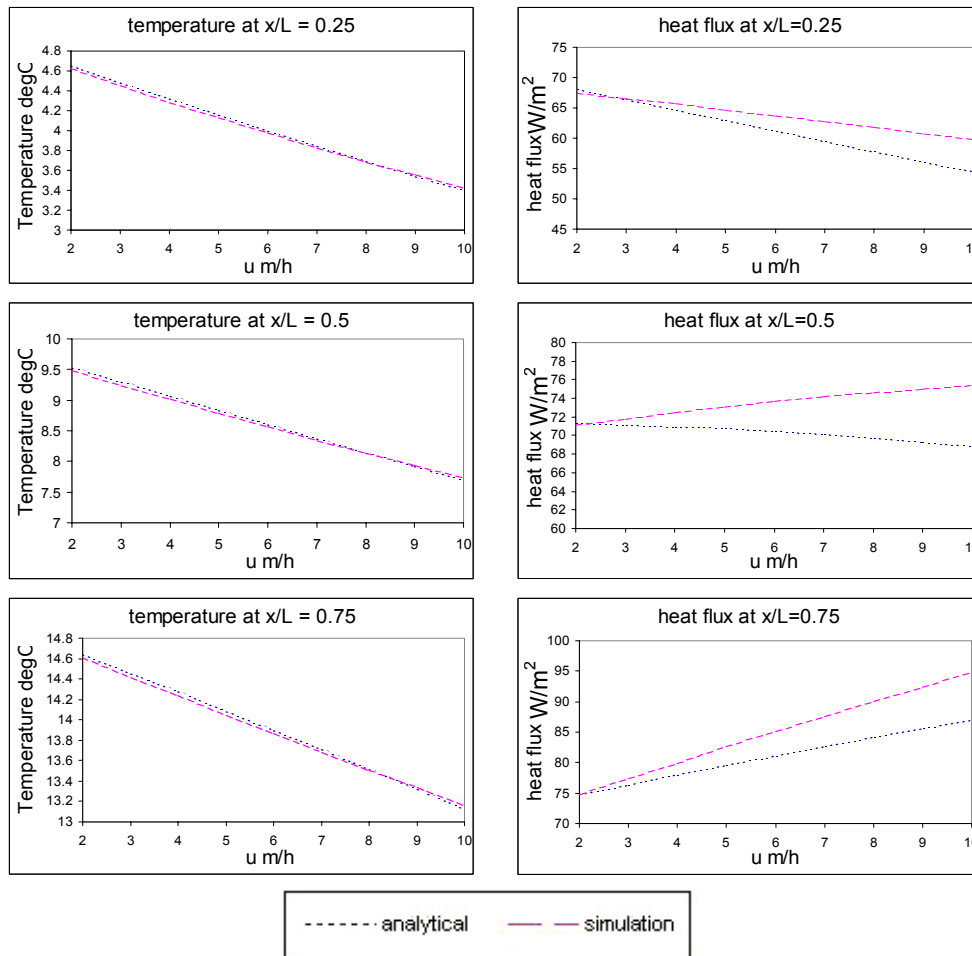 temperature at x/L = 0.25
Temperature degC
4.8
4.6
4.4
4.2
4
3.8
3.6
3.4
3.2
3
2 3 4 5 6 7 8 9 10
u m/h
heat flux at x/L=0.25
heat flux W/m²
75
70
65
60
55
50
45
2 3 4 5 6 7 8 9 1
u m/h
temperature at x/L = 0.5
Temperature degC
10
9.5
9
8.5
8
7.5
7
2 3 4 5 6 7 8 9 10
u m/h
heat flux at x/L=0.5
heat flux W/m²
80
78
76
74
72
70
68
66
64
62
60
2 3 4 5 6 7 8 9 1
u m/h
temperature at x/L = 0.75
Temperature degC
14.8
14.6
14.4
14.2
14
13.8
13.6
13.4
13.2
13
2 3 4 5 6 7 8 9 10
u m/h
heat flux at x/L=0.75
heat flux W/m²
100
95
90
85
80
75
70
2 3 4 5 6 7 8 9 10
u m/h
analytical simulation